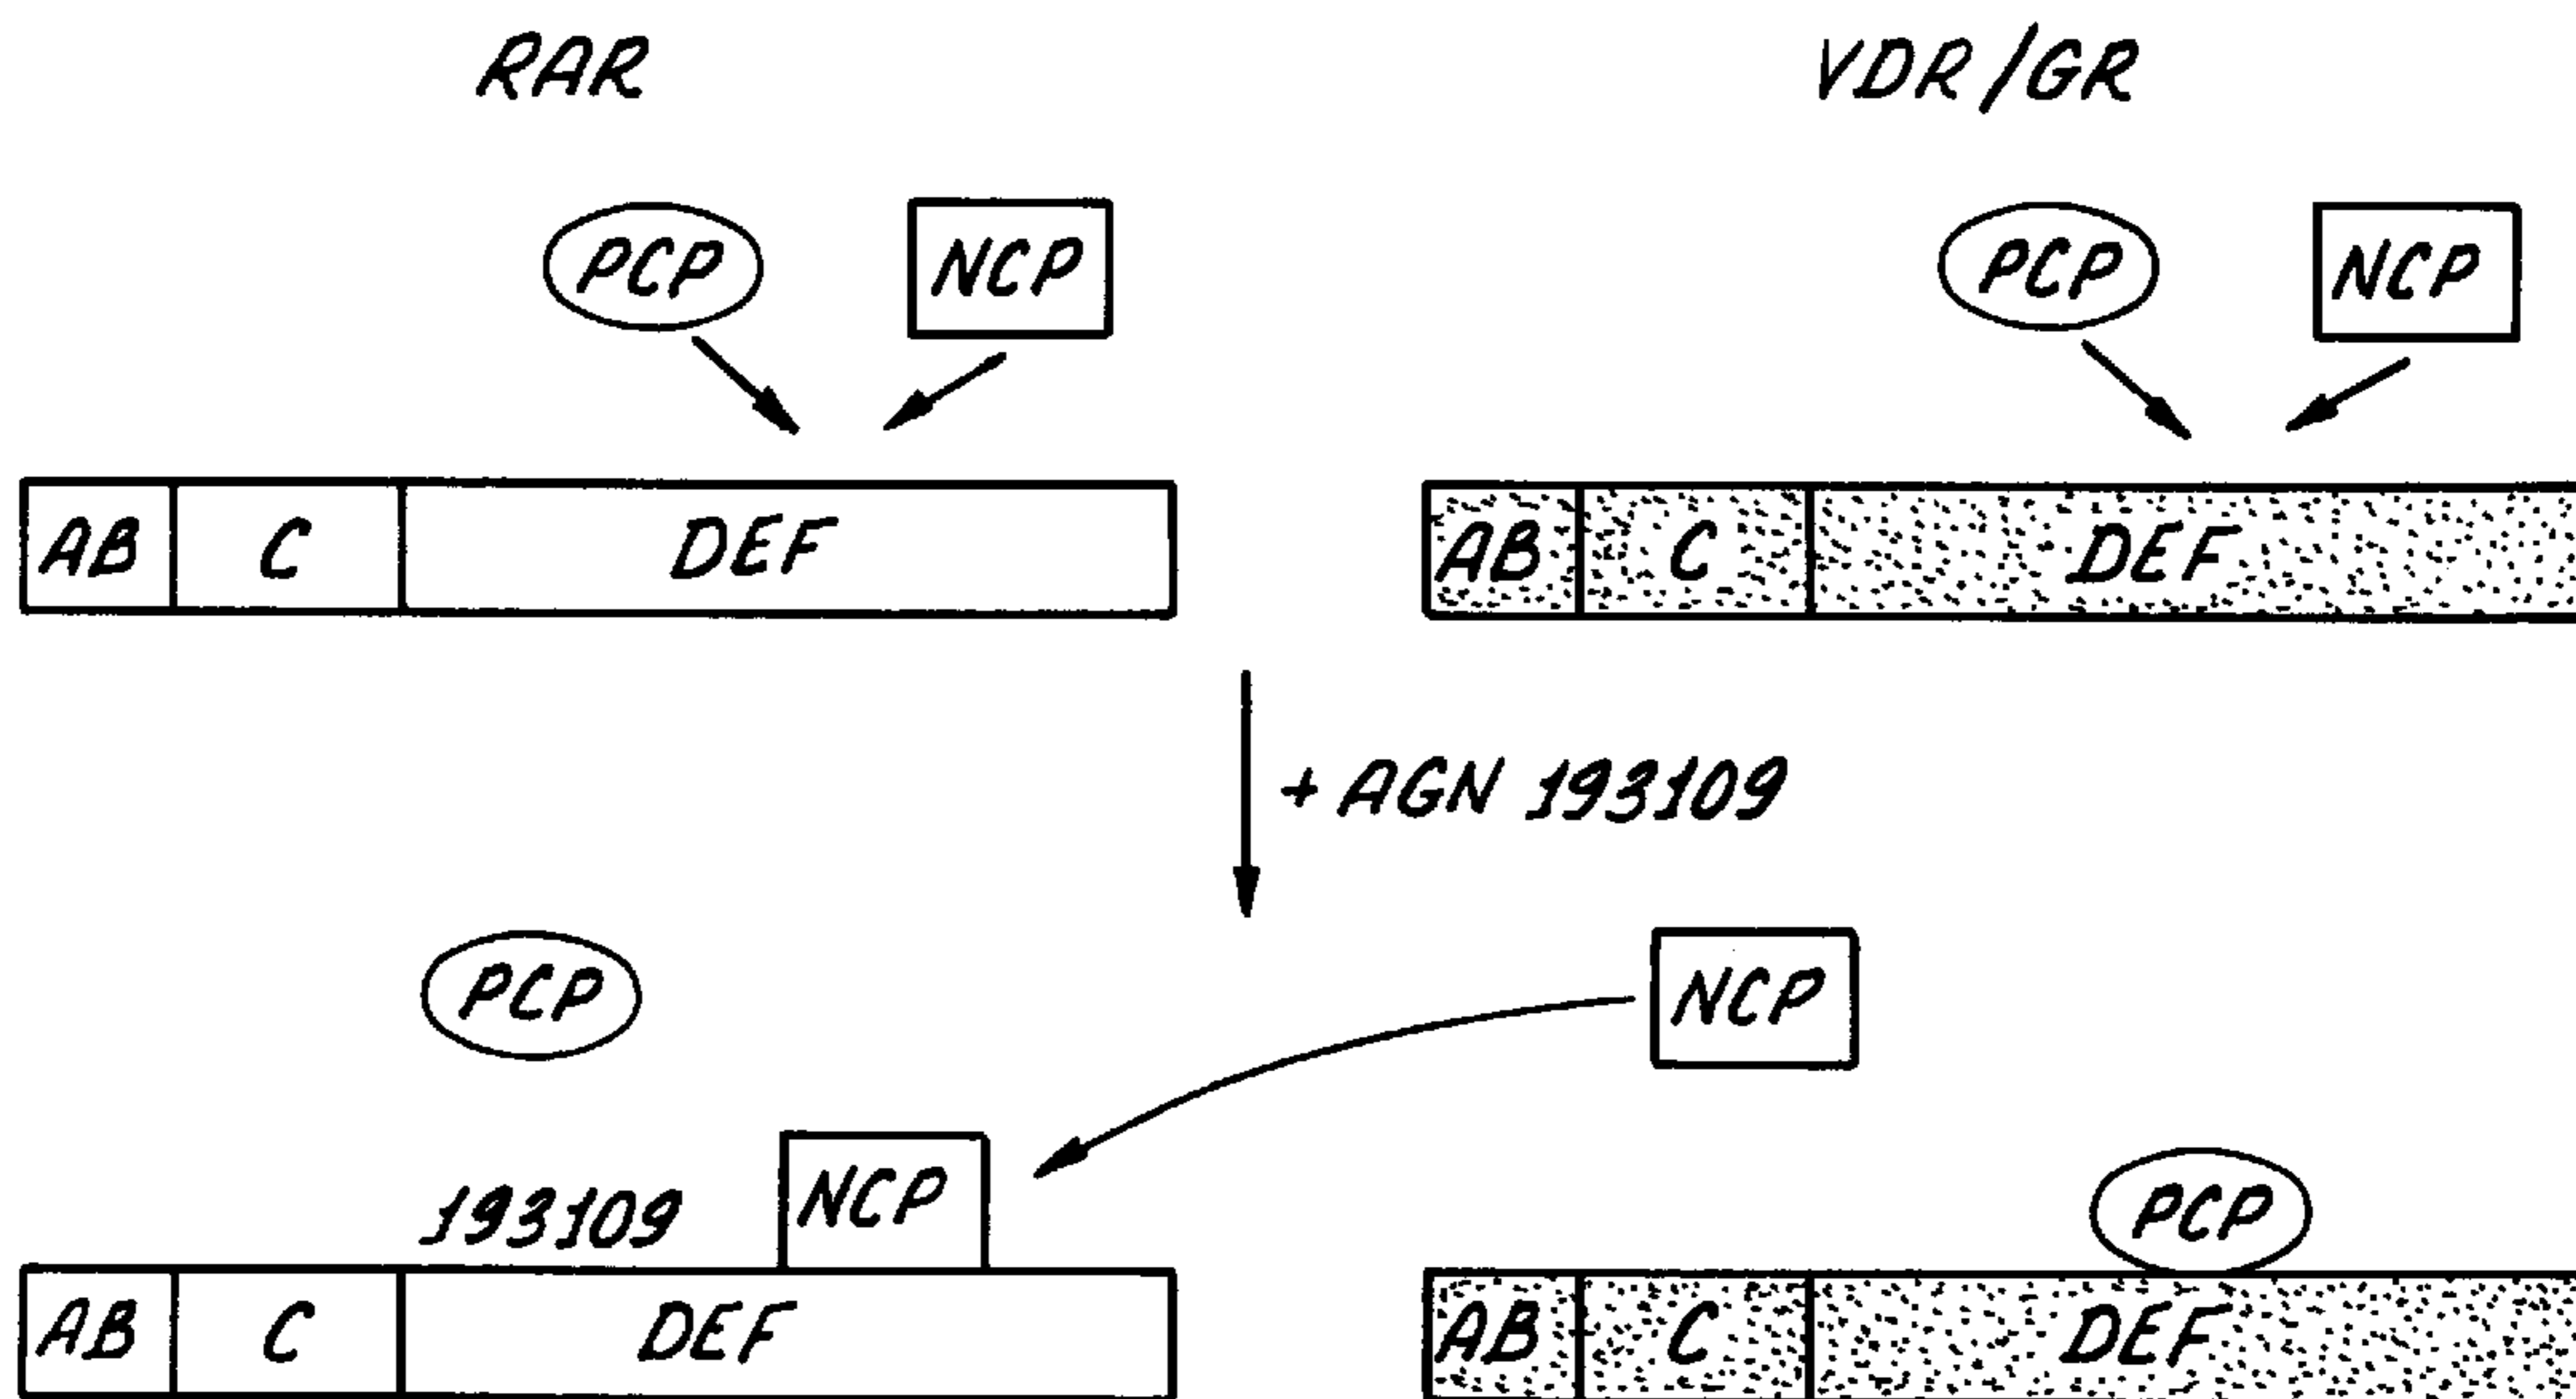 RAR VDR/GR
PCP NCP PCP NCP
AB C DEF AB C DEF
+ AGN 193109
PCP NCP
193109 NCP PCP
AB C DEF AB C DEF